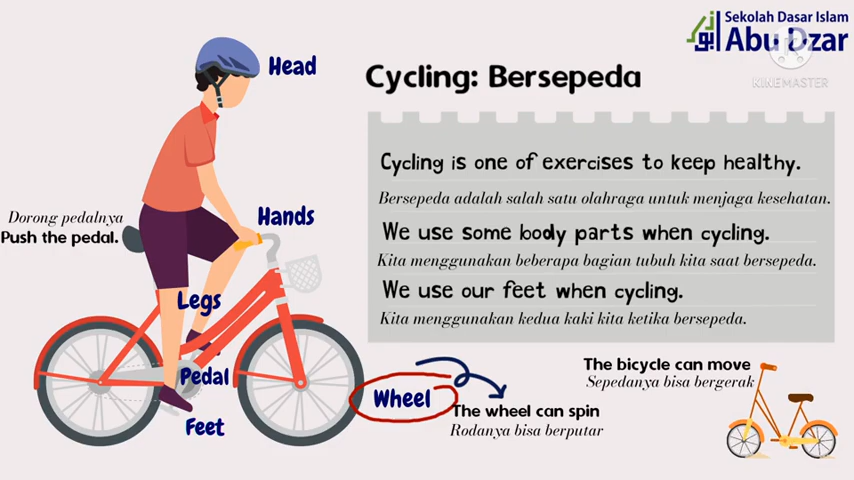 Sekolah Dasar Islam
Abu Dzar
KINEMASTER
Head
Cycling: Bersepeda
Cycling is one of exercises to keep healthy.
Bersepeda adalah salah satu olahraga untuk menjaga kesehatan.
We use some body parts when cycling.
Kita menggunakan beberapa bagian tubuh kita saat bersepeda.
We use our feet when cycling.
Kita menggunakan kedua kaki kita ketika bersepeda.
Hands
Dorong pedalnya
Push the pedal.
Legs
Pedal
Feet
Wheel
The wheel can spin
Rodanya bisa berputar
The bicycle can move
Sepedanya bisa bergerak